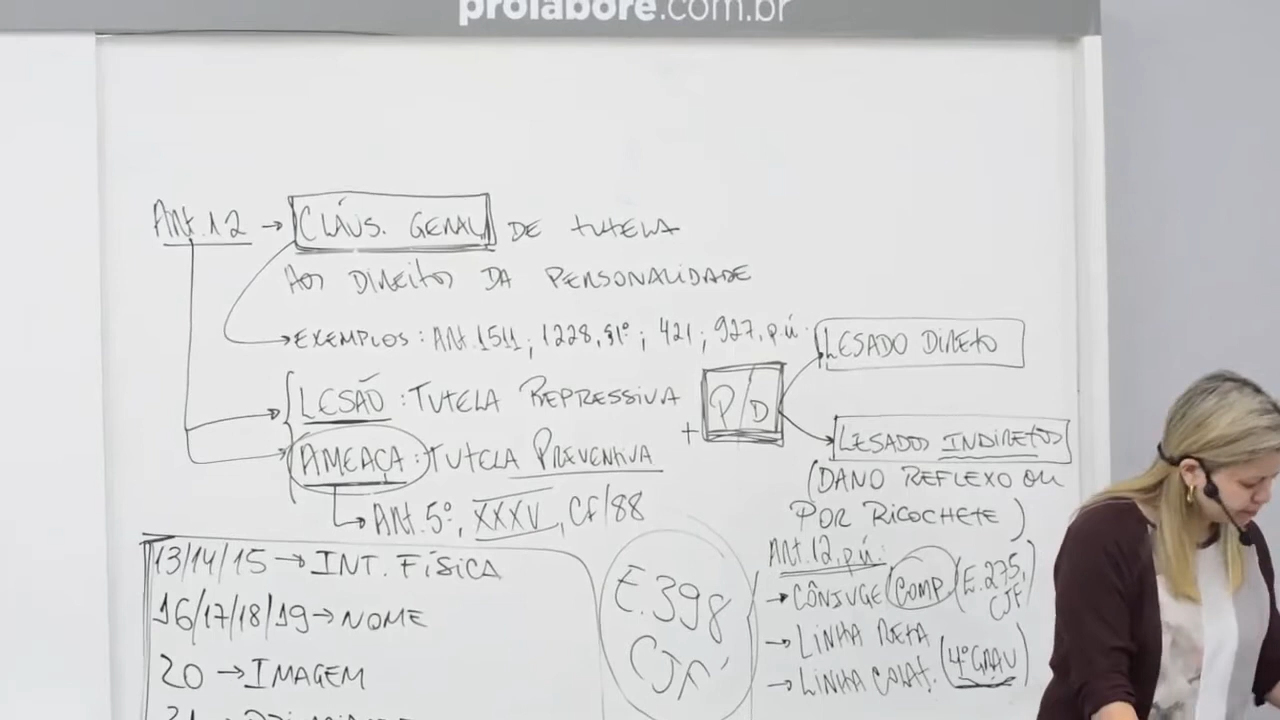 prolabore.com.br
Art.12 → CLÁUS. GERAL DE TUTELA
AOS DIREITOS DA PERSONALIDADE
EXEMPLOS: Art.1511; 1228, §1º; 421; 927, p.ú.
LESADO DIRETO
LESÃO: TUTELA REPRESSIVA
+ P/D
AMEAÇA: TUTELA PREVENTIVA
LESADOS INDIRETOS
(DANO REFLEXO OU
POR RICOCHETE)
Art. 5º, XXXV, CF/88
13/14/15 → INT. FÍSICA
16/17/18/19 → NOME
20 → IMAGEM
E.398
CJF
Art.12, p.ú.
→ CÔNJUGE (COMP) (E.275, CJF)
→ LINHA RETA
→ LINHA COLAT. (4º GRAU)